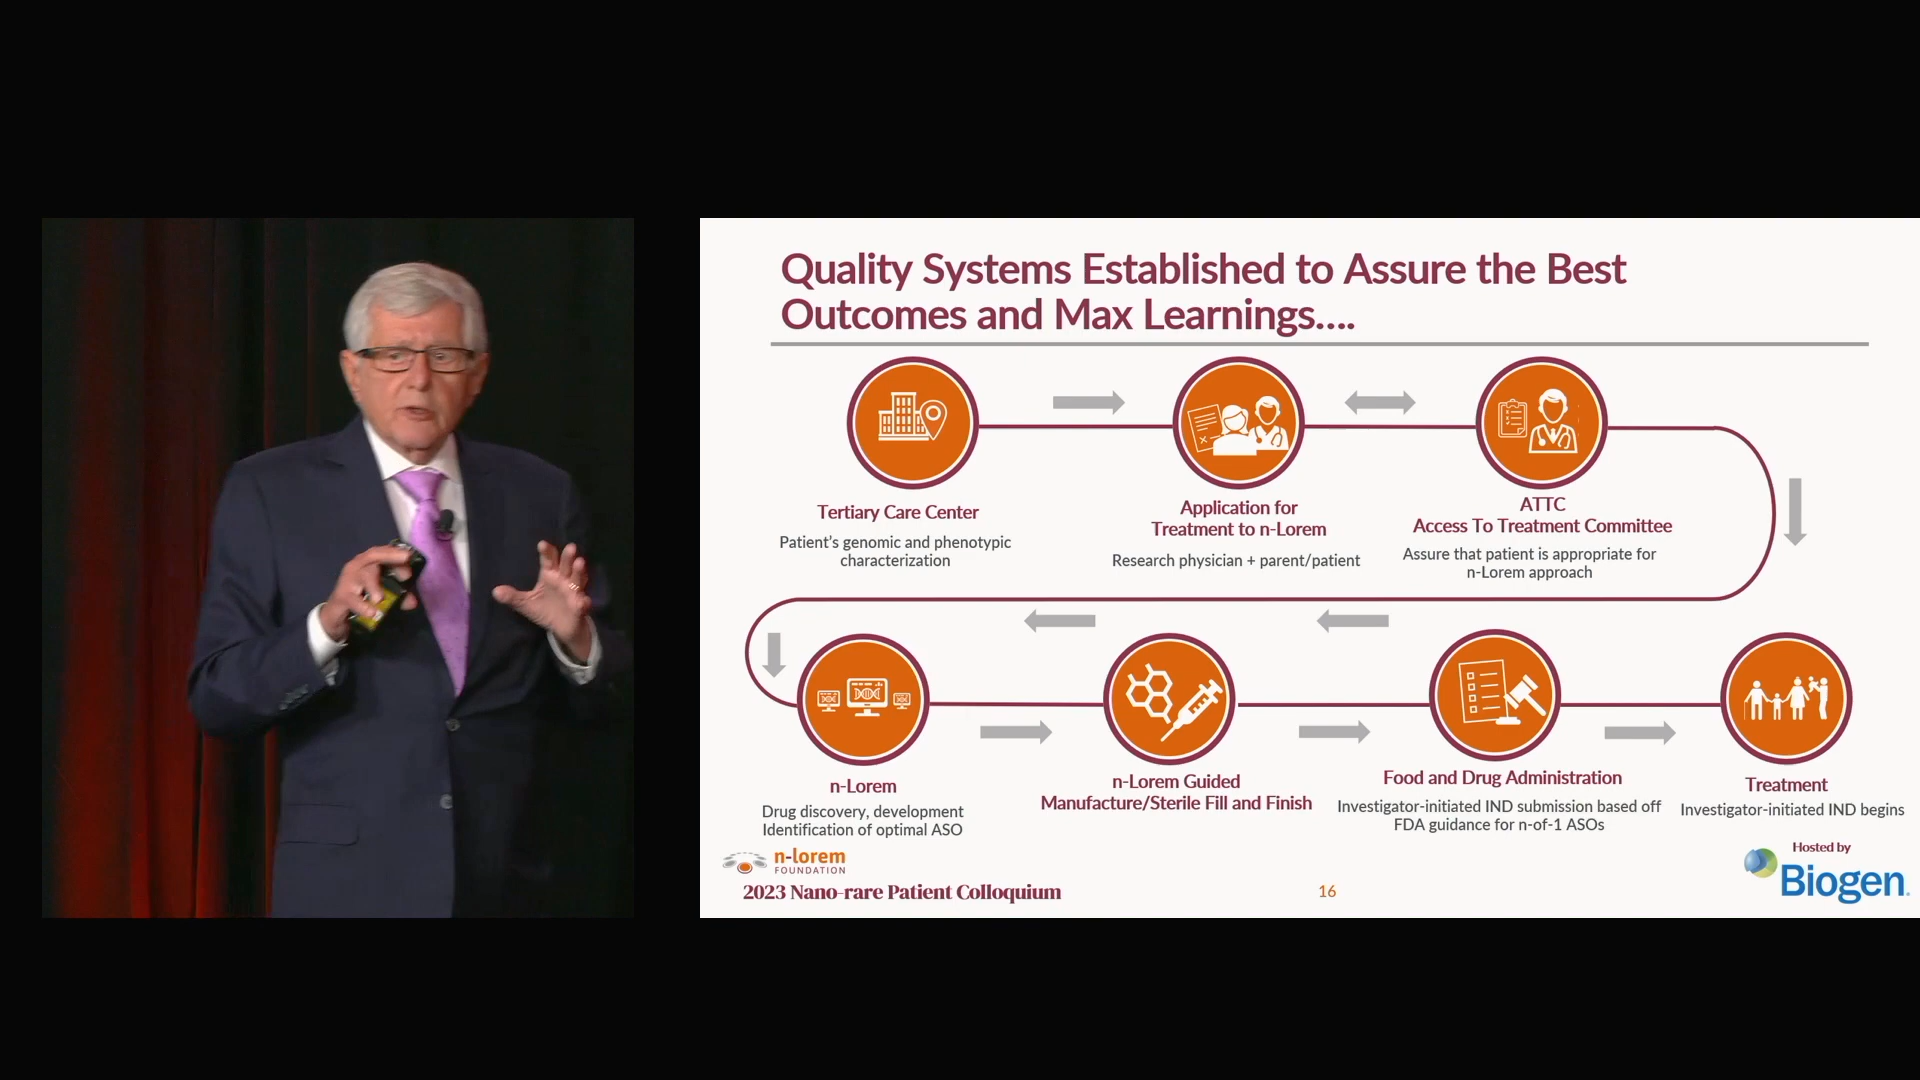 Quality Systems Established to Assure the Best
Outcomes and Max Learnings....
Tertiary Care Center
Patient's genomic and phenotypic
characterization
Application for
Treatment to n-Lorem
Research physician + parent/patient
ATTC
Access To Treatment Committee
Assure that patient is appropriate for
n-Lorem approach
n-Lorem
Drug discovery, development
Identification of optimal ASO
n-Lorem Guided
Manufacture/Sterile Fill and Finish
Food and Drug Administration
Investigator-initiated IND submission based off
FDA guidance for n-of-1 ASOs
Treatment
Investigator-initiated IND begins
n-lorem
FOUNDATION
2023 Nano-rare Patient Colloquium
16
Hosted by
Biogen.